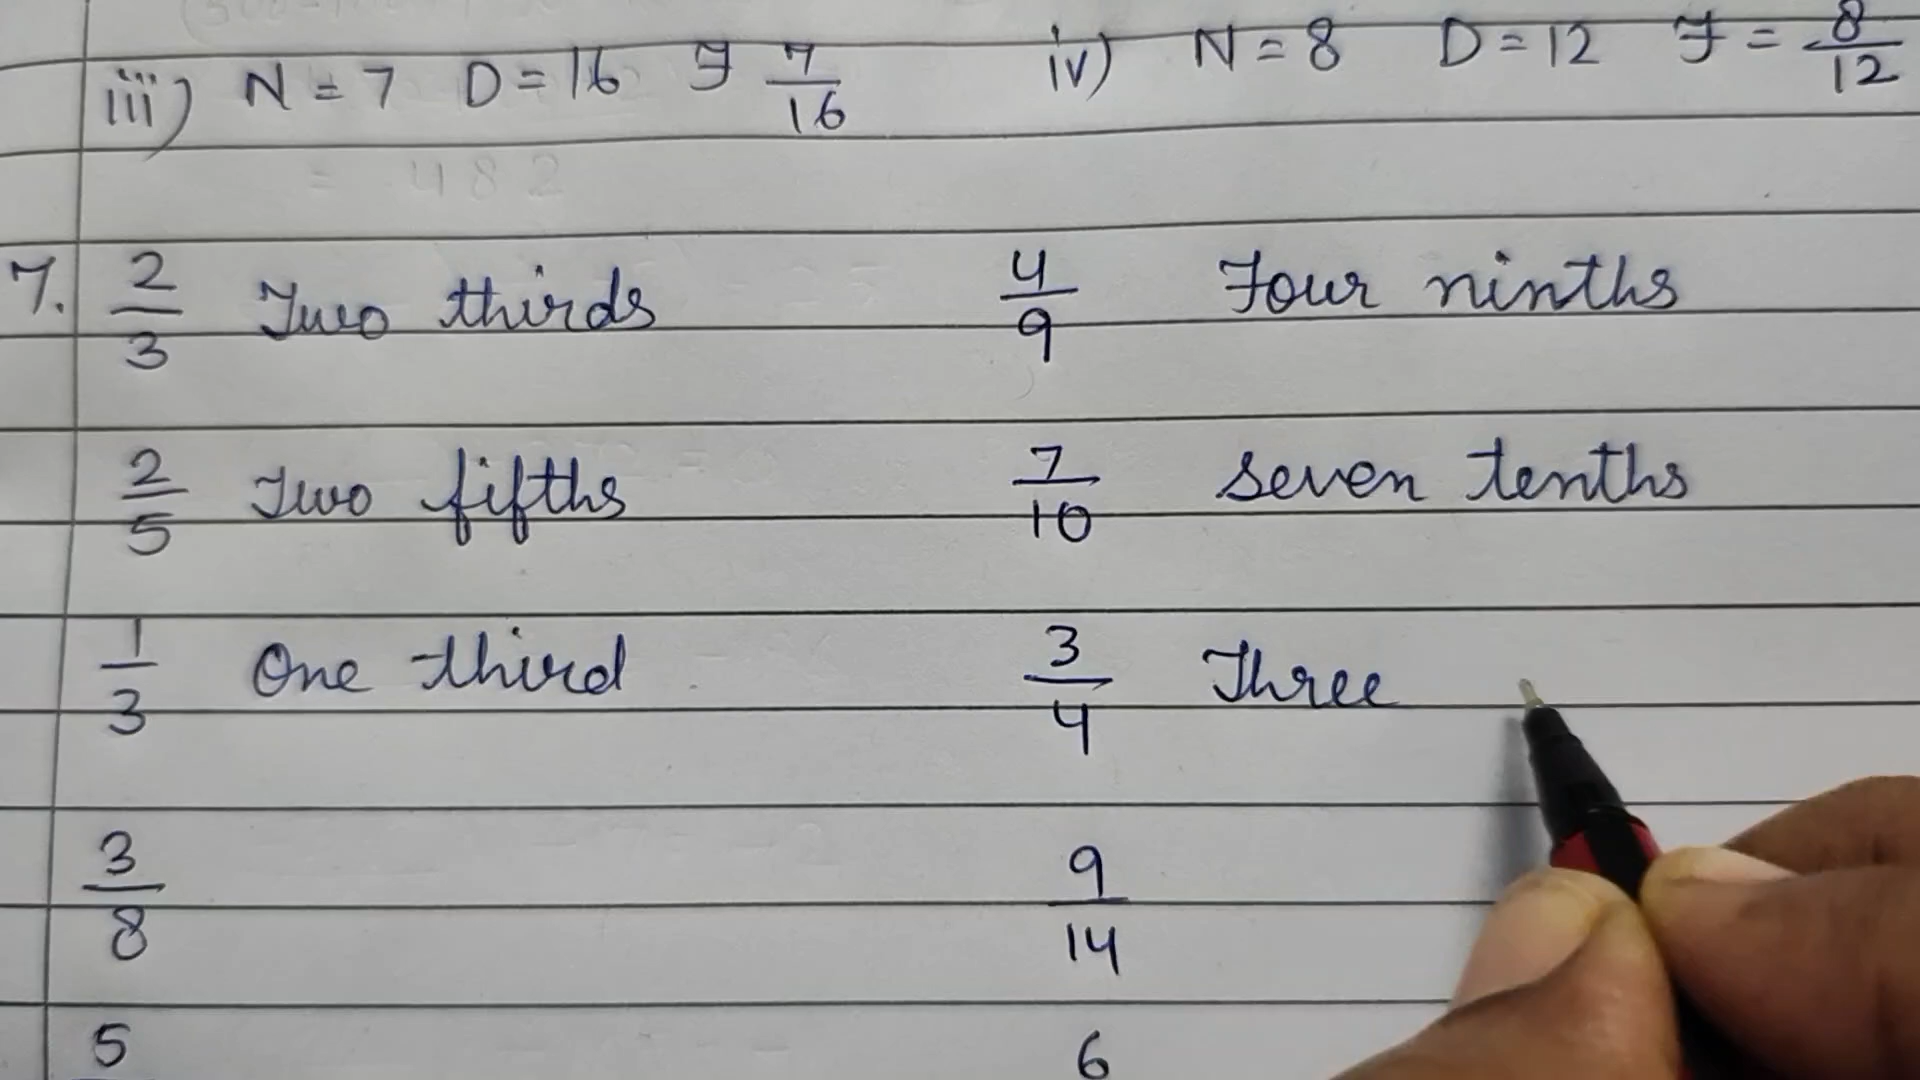 iii) N = 7 D = 16 F 7/16 iv) N = 8 D = 12 F = 8/12
= 482
7. 2/3 Two thirds 4/9 Four ninths
2/5 Two fifths 7/10 Seven tenths
1/3 One third 3/4 Three
3/8 9/14
5 6